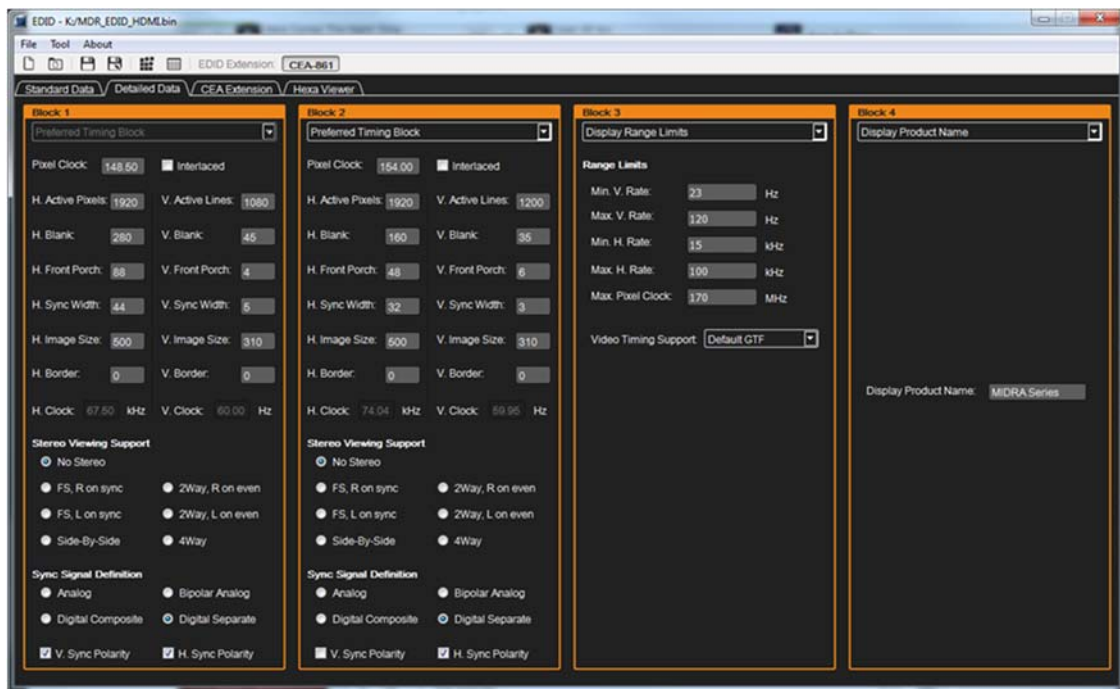 EDID - K:/MDR_EDID_HDMI.bin
File Tool About
EDID Extension: CEA-861
Standard Data Detailed Data CEA Extension Hexa Viewer
Block 1
Preferred Timing Block
Pixel Clock: 148.50 Interlaced
H. Active Pixels: 1920 V. Active Lines: 1080
H. Blank: 280 V. Blank: 45
H. Front Porch: 88 V. Front Porch: 4
H. Sync Width: 44 V. Sync Width: 5
H. Image Size: 500 V. Image Size: 310
H. Border: 0 V. Border: 0
H. Clock: 67.50 kHz V. Clock: 60.00 Hz
Stereo Viewing Support
No Stereo
FS, R on sync 2Way, R on even
FS, L on sync 2Way, L on even
Side-By-Side 4Way
Sync Signal Definition
Analog Bipolar Analog
Digital Composite Digital Separate
V. Sync Polarity H. Sync Polarity
Block 2
Preferred Timing Block
Pixel Clock: 154.00 Interlaced
H. Active Pixels: 1920 V. Active Lines: 1200
H. Blank: 160 V. Blank: 35
H. Front Porch: 48 V. Front Porch: 6
H. Sync Width: 32 V. Sync Width: 3
H. Image Size: 500 V. Image Size: 310
H. Border: 0 V. Border: 0
H. Clock: 74.04 kHz V. Clock: 59.95 Hz
Stereo Viewing Support
No Stereo
FS, R on sync 2Way, R on even
FS, L on sync 2Way, L on even
Side-By-Side 4Way
Sync Signal Definition
Analog Bipolar Analog
Digital Composite Digital Separate
V. Sync Polarity H. Sync Polarity
Block 3
Display Range Limits
Range Limits
Min. V. Rate: 23 Hz
Max. V. Rate: 120 Hz
Min. H. Rate: 15 kHz
Max. H. Rate: 100 kHz
Max. Pixel Clock: 170 MHz
Video Timing Support: Default GTF
Block 4
Display Product Name
Display Product Name: MIDRA Series